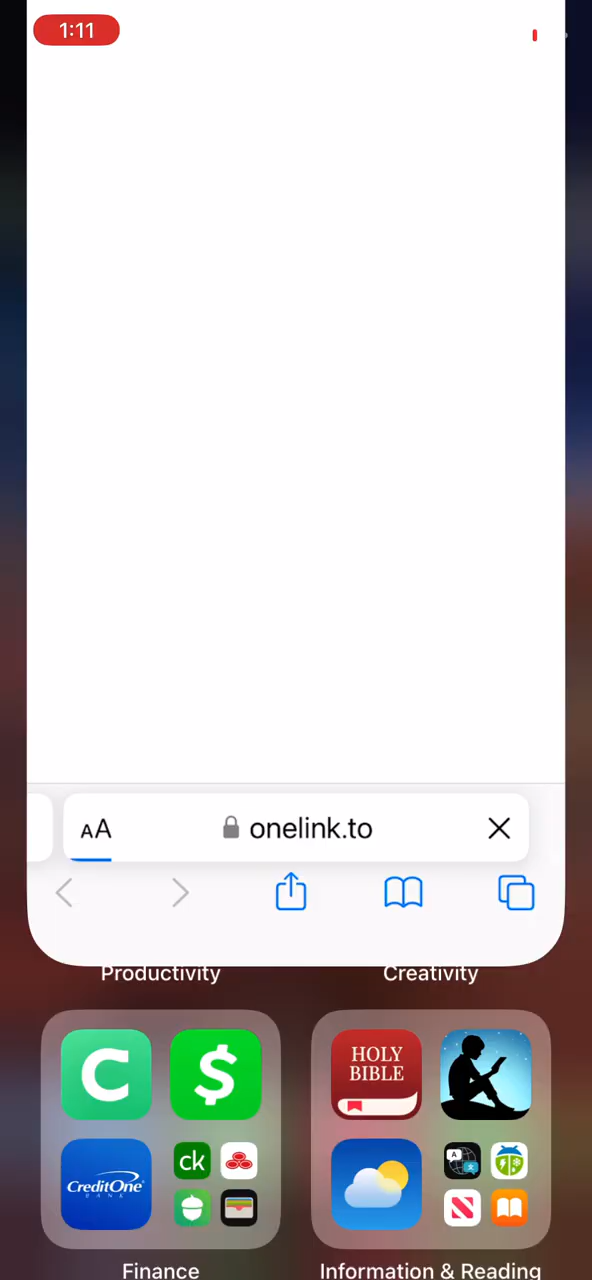 1:11
AA
onelink.to
Productivity
Creativity
C
$
HOLY
BIBLE
CreditOne
BANK
ck
A
N
Finance
Information & Reading